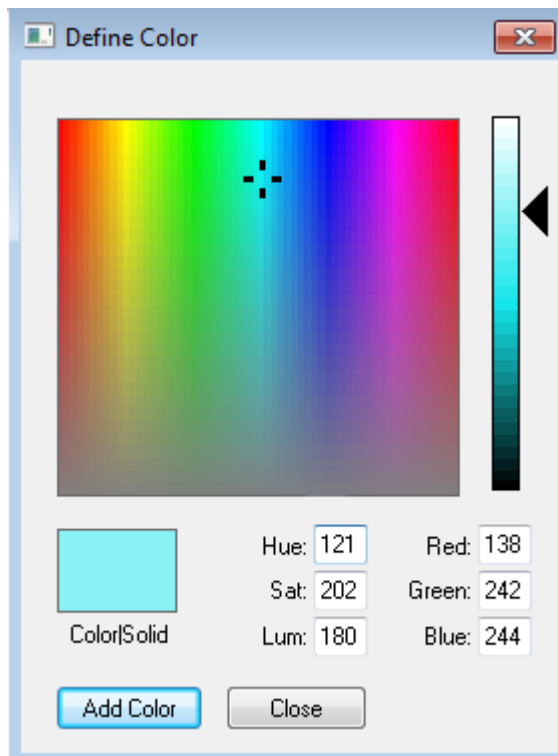 Define Color
Hue: 121 Red: 138
Sat: 202 Green: 242
Lum: 180 Blue: 244
Color|Solid
Add Color Close